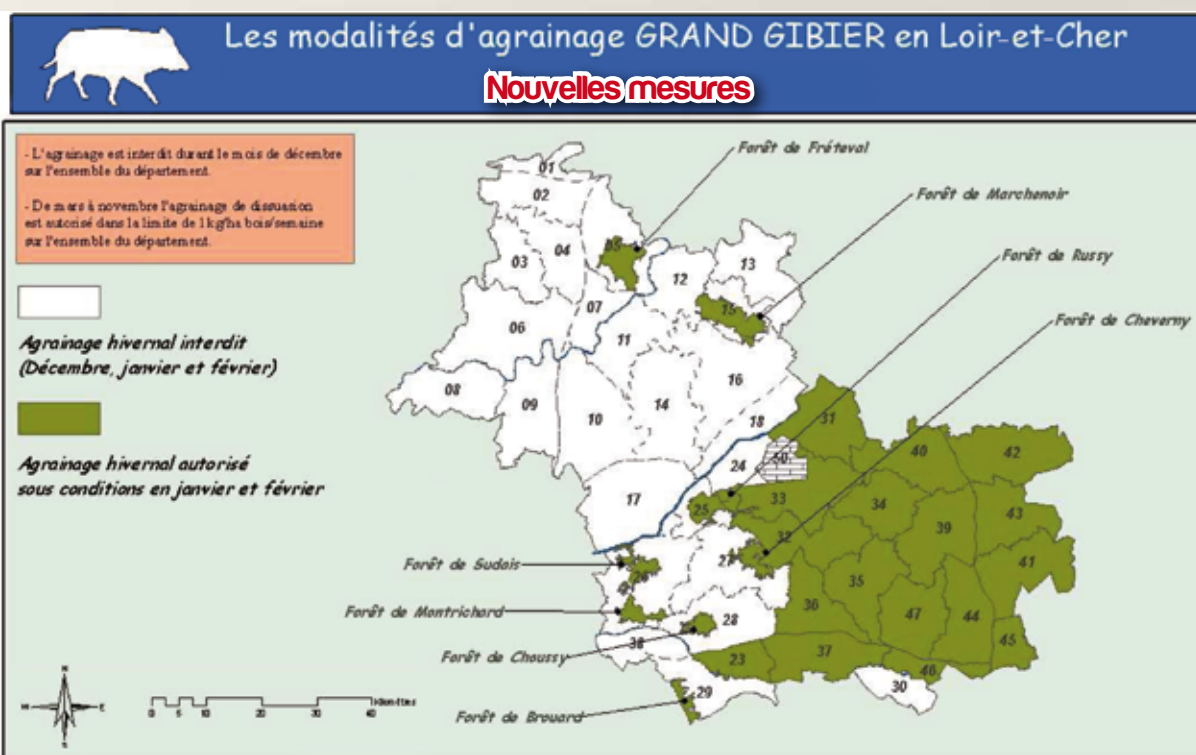 Les modalités d'agrainage GRAND GIBIER en Loir-et-Cher
Nouvelles mesures
- L'agrainage est interdit durant le mois de décembre
sur l'ensemble du département.
- De mars à novembre l'agrainage de dissuasion
est autorisé dans la limite de 1kg/ha bois/semaine
sur l'ensemble du département.
Agrainage hivernal interdit
(Décembre, janvier et février)
Agrainage hivernal autorisé
sous conditions en janvier et février
Forêt de Fréteval
Forêt de Marchenoir
Forêt de Russy
Forêt de Cheverny
Forêt de Sudais
Forêt de Montrichard
Forêt de Choussy
Forêt de Brouard
01
02
03
04
12
13
07
15
06
11
08
09
10
14
16
18
31
17
24
50
40
42
25
33
34
39
43
32
27
41
35
36
47
44
28
45
38
23
37
46
29
30
N
E
S
0 5 10 20 30 40
Kilomètres